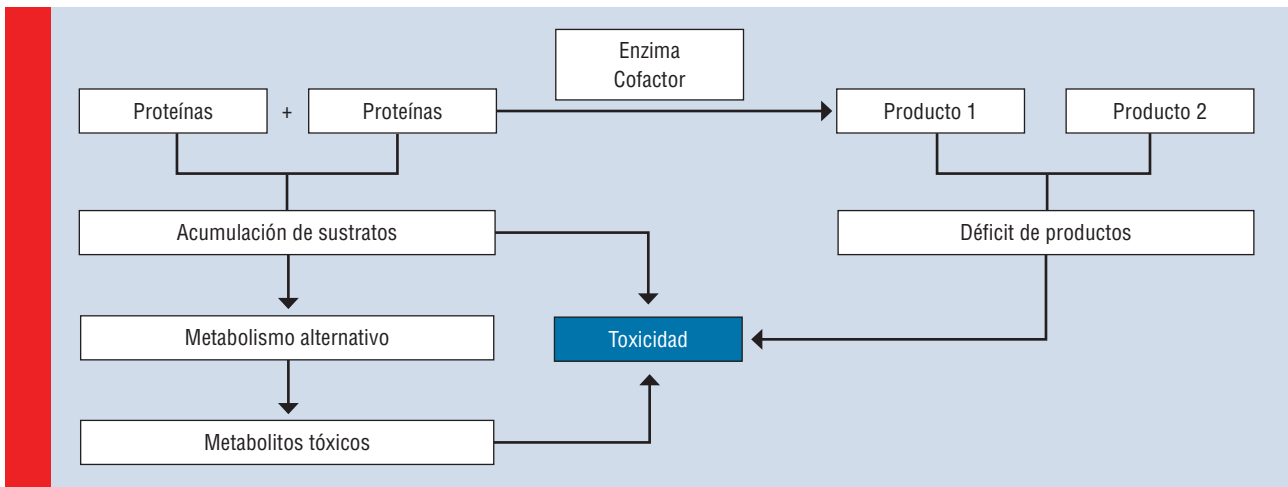 Enzima
Cofactor
Proteínas + Proteínas Producto 1 Producto 2
Acumulación de sustratos Déficit de productos
Metabolismo alternativo Toxicidad
Metabolitos tóxicos